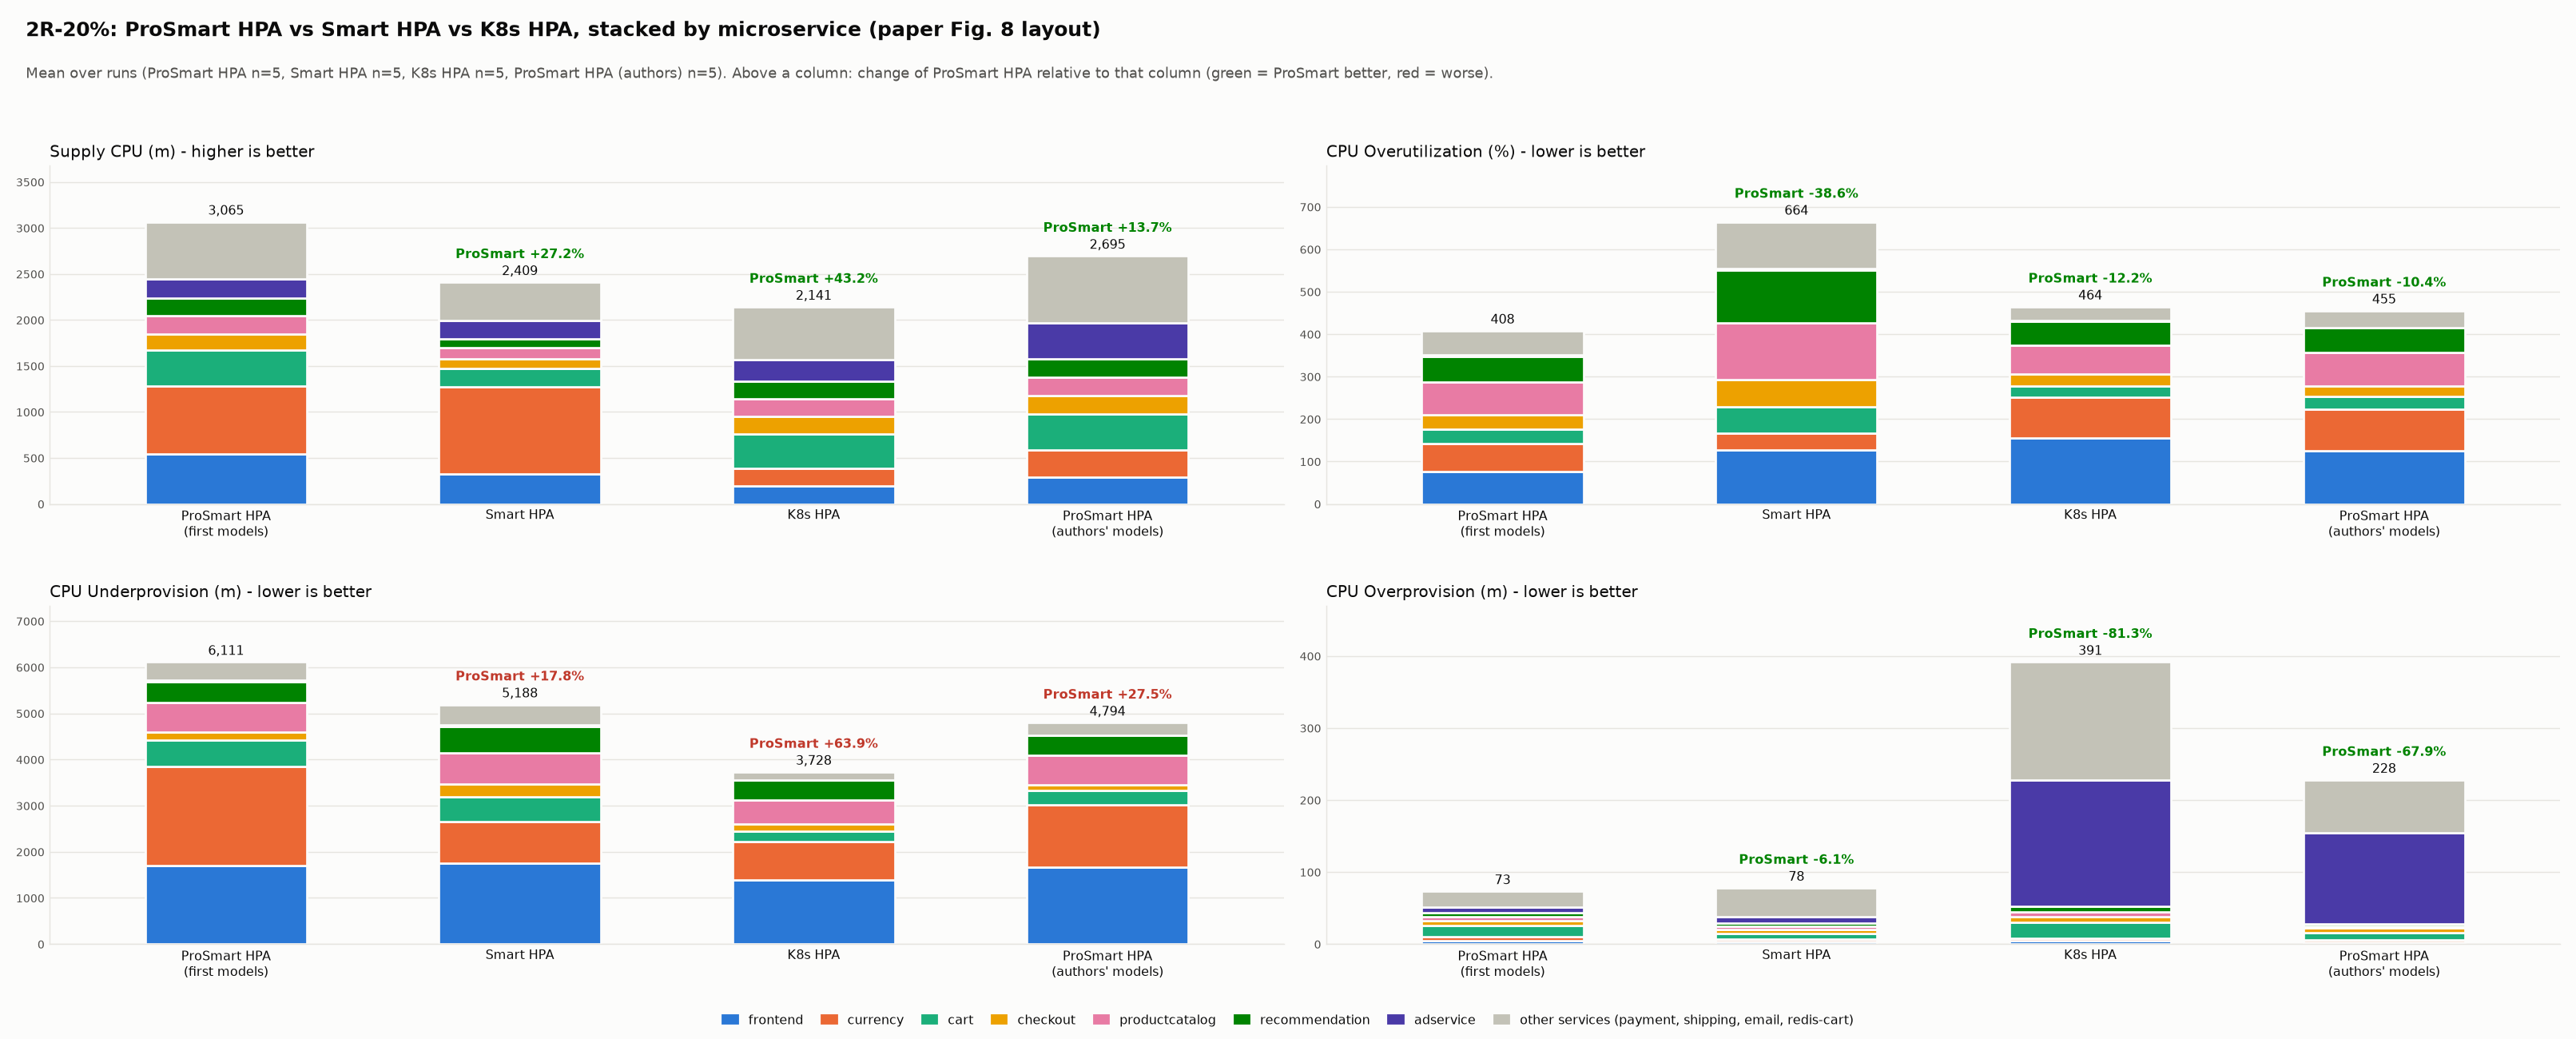 2R-20%: ProSmart HPA vs Smart HPA vs K8s HPA, stacked by microservice (paper Fig. 8 layout)
Mean over runs (ProSmart HPA n=5, Smart HPA n=5, K8s HPA n=5, ProSmart HPA (authors) n=5). Above a column: change of ProSmart HPA relative to that column (green = ProSmart better, red = worse).
Supply CPU (m) - higher is better
3500
3000
2500
2000
1500
1000
500
0
3,065
ProSmart +27.2%
2,409
ProSmart +43.2%
2,141
ProSmart +13.7%
2,695
ProSmart HPA
(first models)
Smart HPA
K8s HPA
ProSmart HPA
(authors' models)
CPU Overutilization (%) - lower is better
700
600
500
400
300
200
100
0
408
ProSmart -38.6%
664
ProSmart -12.2%
464
ProSmart -10.4%
455
ProSmart HPA
(first models)
Smart HPA
K8s HPA
ProSmart HPA
(authors' models)
CPU Underprovision (m) - lower is better
7000
6000
5000
4000
3000
2000
1000
0
6,111
ProSmart +17.8%
5,188
ProSmart +63.9%
3,728
ProSmart +27.5%
4,794
ProSmart HPA
(first models)
Smart HPA
K8s HPA
ProSmart HPA
(authors' models)
CPU Overprovision (m) - lower is better
400
300
200
100
0
73
ProSmart -6.1%
78
ProSmart -81.3%
391
ProSmart -67.9%
228
ProSmart HPA
(first models)
Smart HPA
K8s HPA
ProSmart HPA
(authors' models)
frontend
currency
cart
checkout
productcatalog
recommendation
adservice
other services (payment, shipping, email, redis-cart)